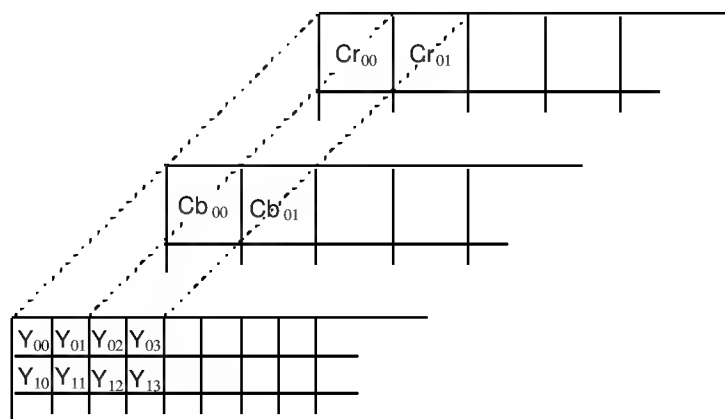 Cr₀₀ Cr₀₁
Cb₀₀ Cb₀₁
Y₀₀ Y₀₁ Y₀₂ Y₀₃
Y₁₀ Y₁₁ Y₁₂ Y₁₃